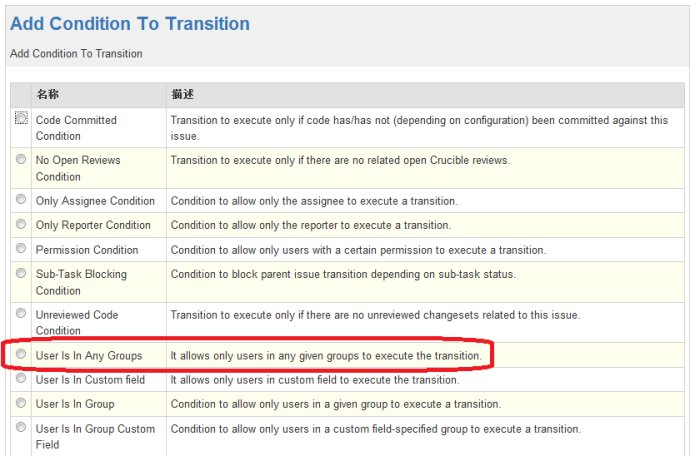 Add Condition To Transition
Add Condition To Transition
名称 描述
Code Committed Condition Transition to execute only if code has/has not (depending on configuration) been committed against this issue.
No Open Reviews Condition Transition to execute only if there are no related open Crucible reviews.
Only Assignee Condition Condition to allow only the assignee to execute a transition.
Only Reporter Condition Condition to allow only the reporter to execute a transition.
Permission Condition Condition to allow only users with a certain permission to execute a transition.
Sub-Task Blocking Condition Condition to block parent issue transition depending on sub-task status.
Unreviewed Code Condition Transition to execute only if there are no unreviewed changesets related to this issue.
User Is In Any Groups It allows only users in any given groups to execute the transition.
User Is In Custom field It allows only users in custom field to execute the transition.
User Is In Group Condition to allow only users in a given group to execute a transition.
User Is In Group Custom Field Condition to allow only users in a custom field-specified group to execute a transition.